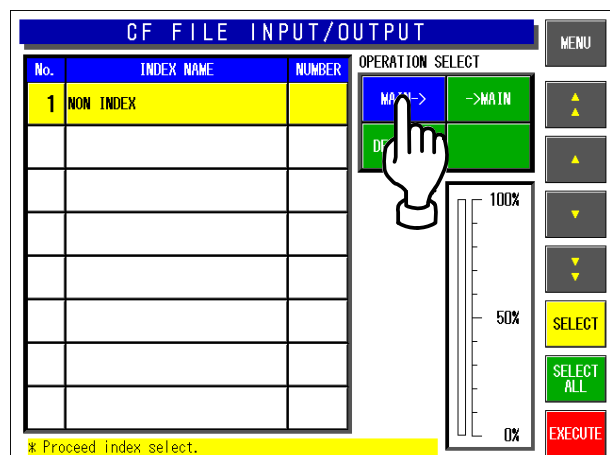 CF FILE INPUT/OUTPUT
MENU
No. INDEX NAME NUMBER
OPERATION SELECT
1 NON INDEX
->MAIN
100%
50%
0%
SELECT
SELECT
ALL
EXECUTE
* Proceed index select.